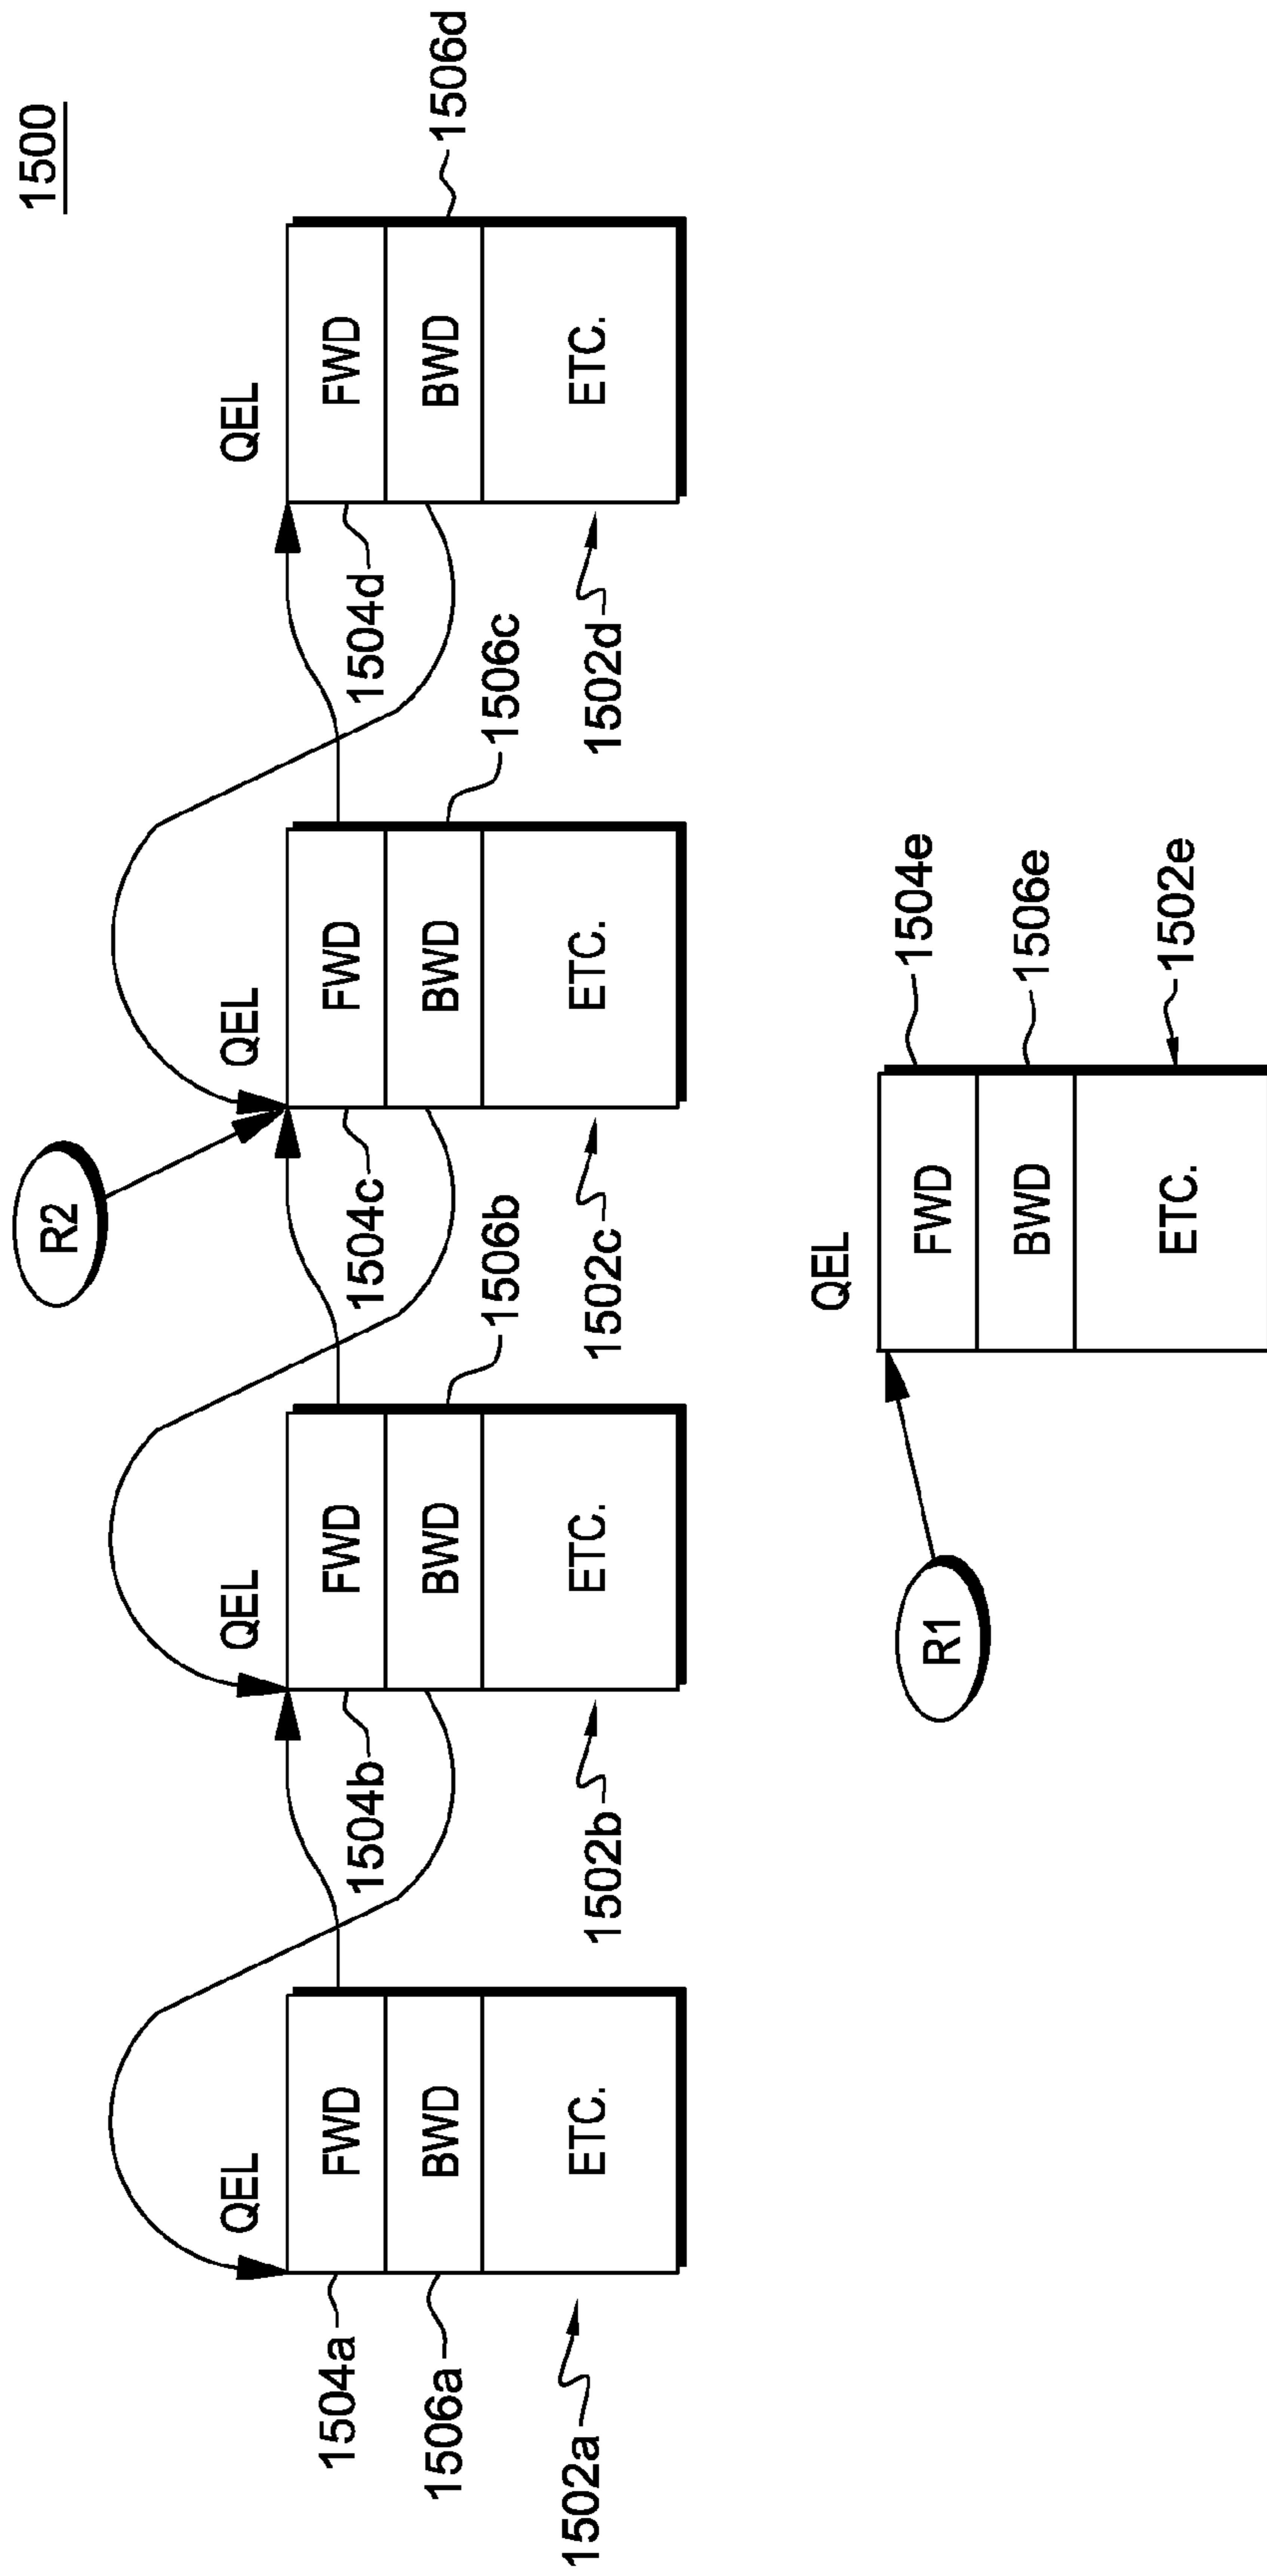 1500
R2
QEL
QEL
QEL
QEL
1504a
FWD
FWD
FWD
FWD
1506d
1504b
1504c
1504d
1506a
BWD
BWD
BWD
BWD
1506b
1506c
1502a
ETC.
1502b
ETC.
1502c
ETC.
1502d
ETC.
QEL
R1
FWD
1504e
BWD
1506e
ETC.
1502e